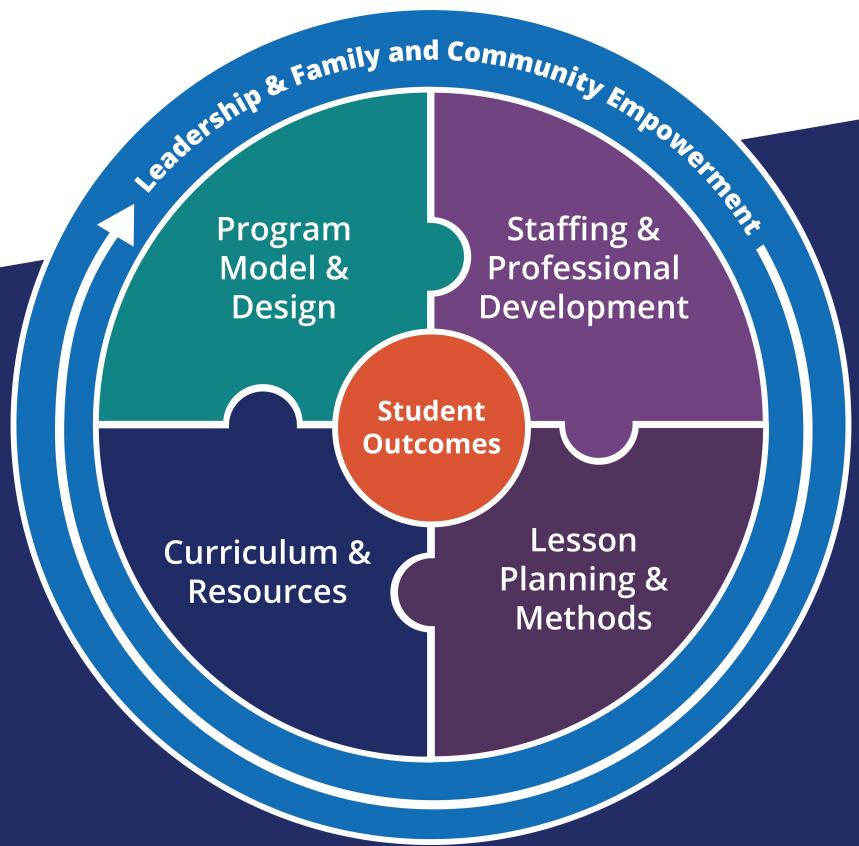 Leadership & Family and Community Empowerment
Program
Model &
Design
Staffing &
Professional
Development
Student
Outcomes
Curriculum &
Resources
Lesson
Planning &
Methods